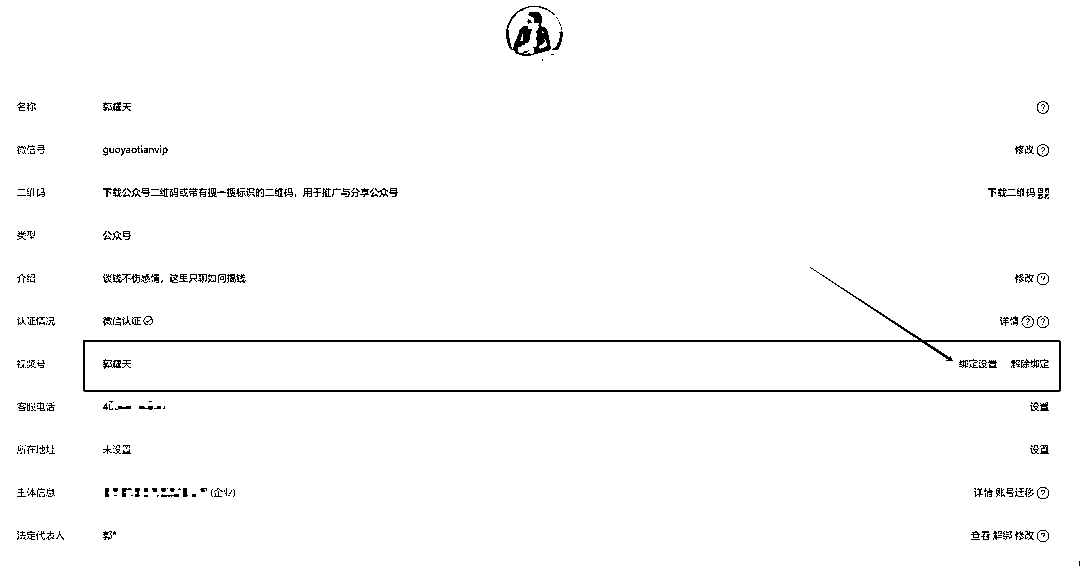 名称 郭耀天
微信号 guoyaotianvip 修改
二维码 下载公众号二维码或带有搜一搜标识的二维码，用于推广与分享公众号 下载二维码
类型 公众号
介绍 谈钱不伤感情，这里只聊如何搞钱 修改
认证情况 微信认证 详情
视频号 郭耀天 绑定设置 解除绑定
客服电话 40 设置
所在地址 未设置 设置
主体信息 (企业) 详情 账号迁移
法定代表人 郭* 查看 解绑 修改